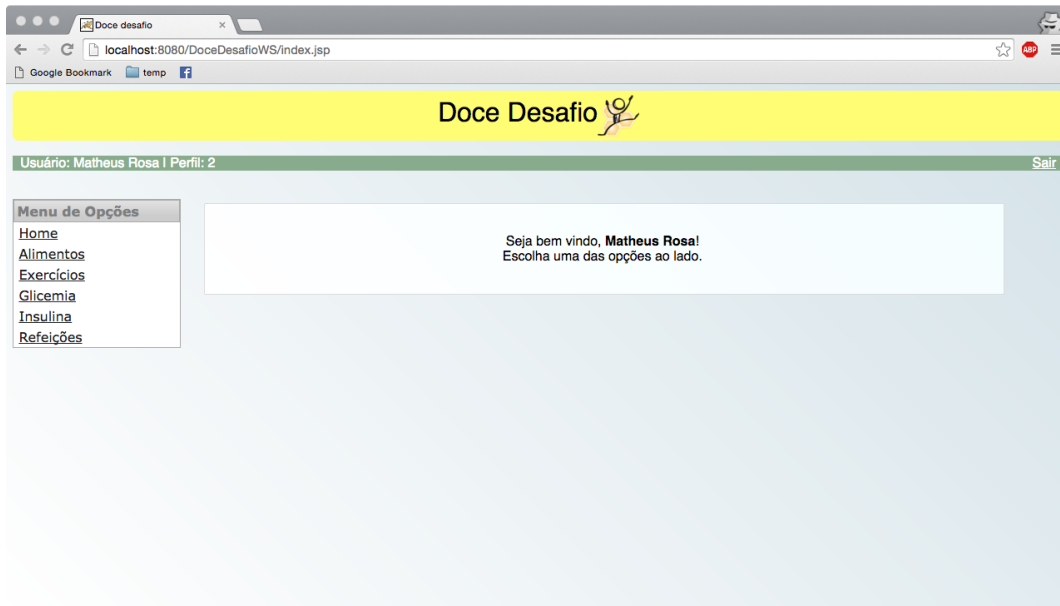 Doce desafio
localhost:8080/DoceDesafioWS/index.jsp
ABP
Google Bookmark temp f
Doce Desafio
Usuário: Matheus Rosa | Perfil: 2 Sair
Menu de Opções
Home
Alimentos
Exercícios
Glicemia
Insulina
Refeições
Seja bem vindo, Matheus Rosa!
Escolha uma das opções ao lado.